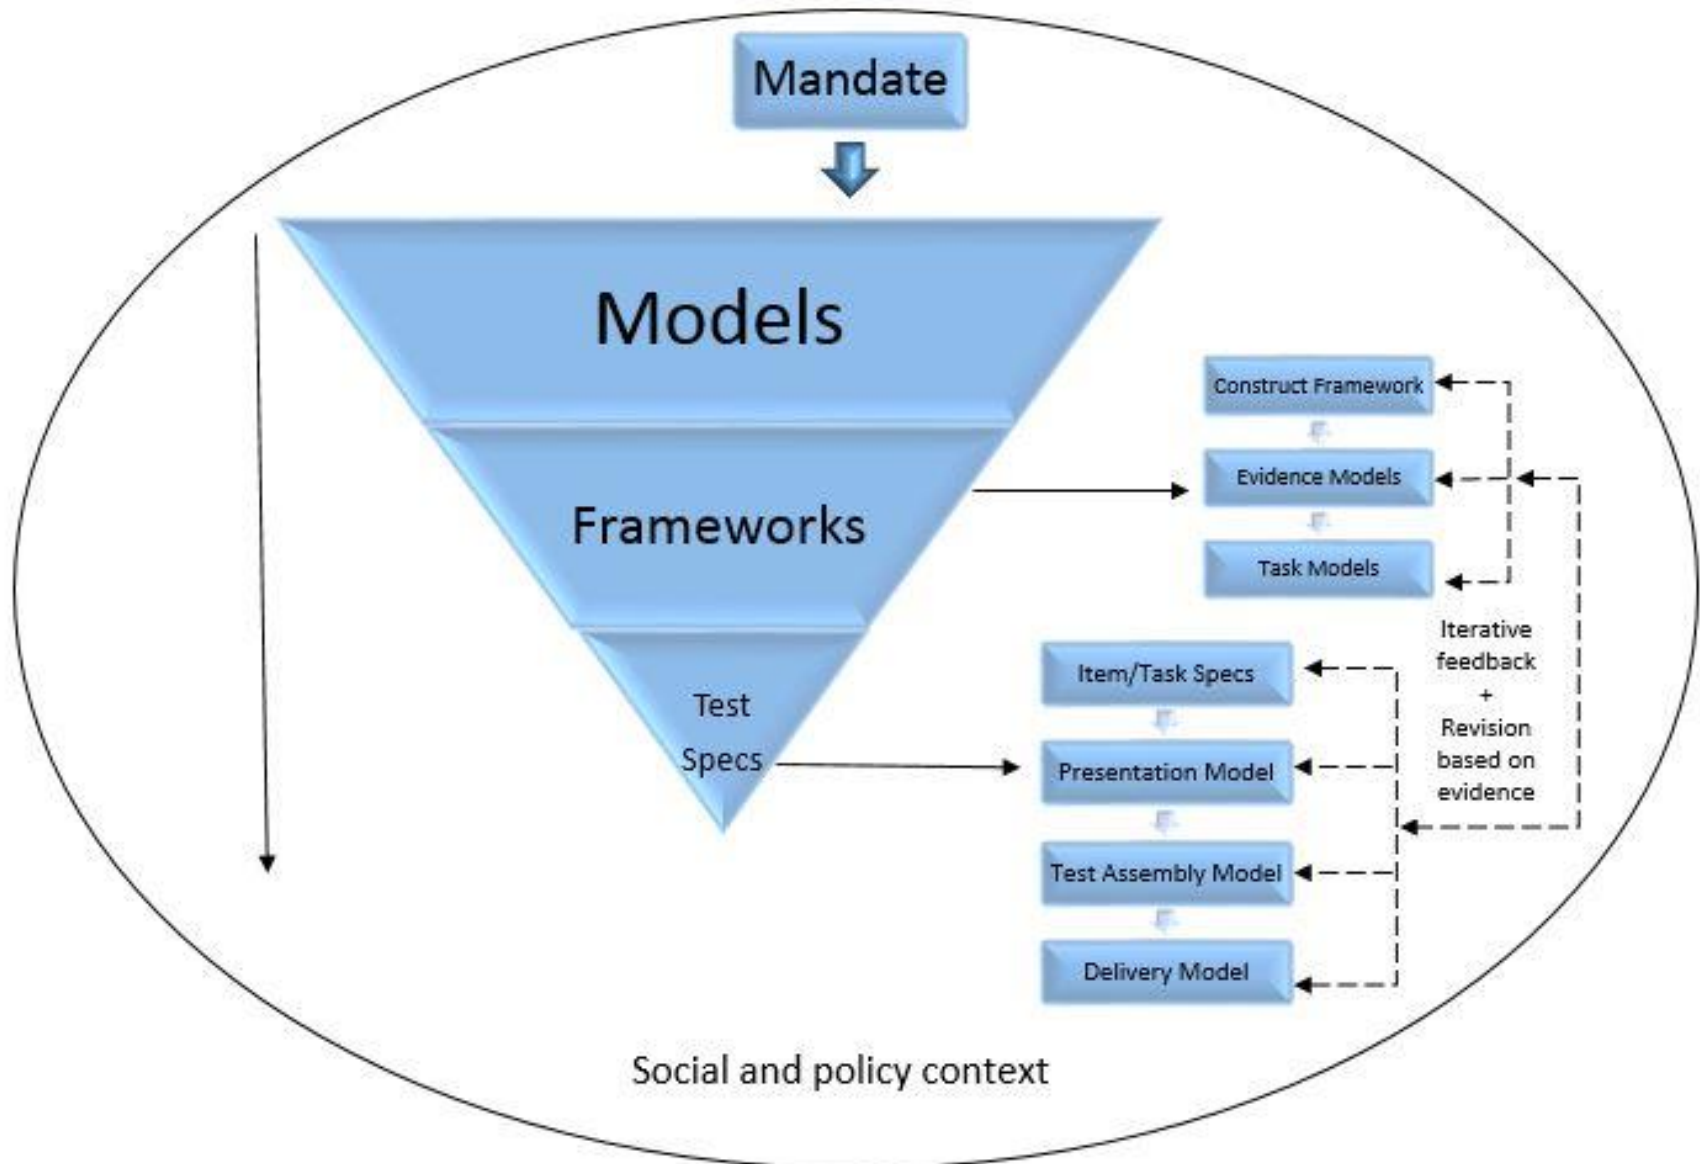 Mandate
Models
Frameworks
Test
Specs
Construct Framework
Evidence Models
Task Models
Item/Task Specs
Presentation Model
Test Assembly Model
Delivery Model
Iterative
feedback
+
Revision
based on
evidence
Social and policy context